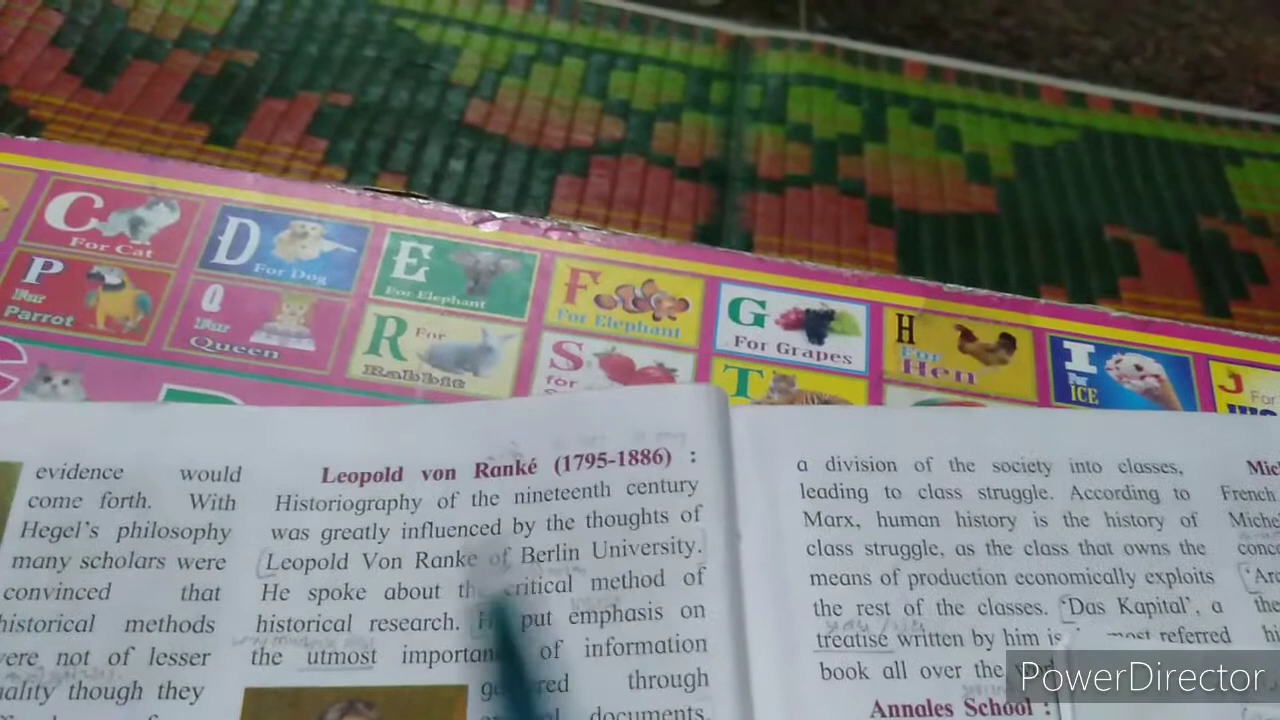 C
For Cat
D
For Dog
E
For Elephant
F
For Elephant
G
For Grapes
H
For
Hen
I
For
ICE
J
For
P
For
Parrot
Q
For
Queen
R For
Rabbit
S
for
T
evidence would
come forth. With
Hegel's philosophy
many scholars were
convinced that
historical methods
were not of lesser
though they
Leopold von Ranké (1795-1886) :
Historiography of the nineteenth century
was greatly influenced by the thoughts of
Leopold Von Ranke of Berlin University.
He spoke about the critical method of
historical research. He put emphasis on
the utmost of information
through
documents.
a division of the society into classes,
leading to class struggle. According to
Marx, human history is the history of
class struggle, as the class that owns the
means of production economically exploits
the rest of the classes. 'Das Kapital', a
treatise written by him is most referred
book all over the
Annales School :
French
PowerDirector